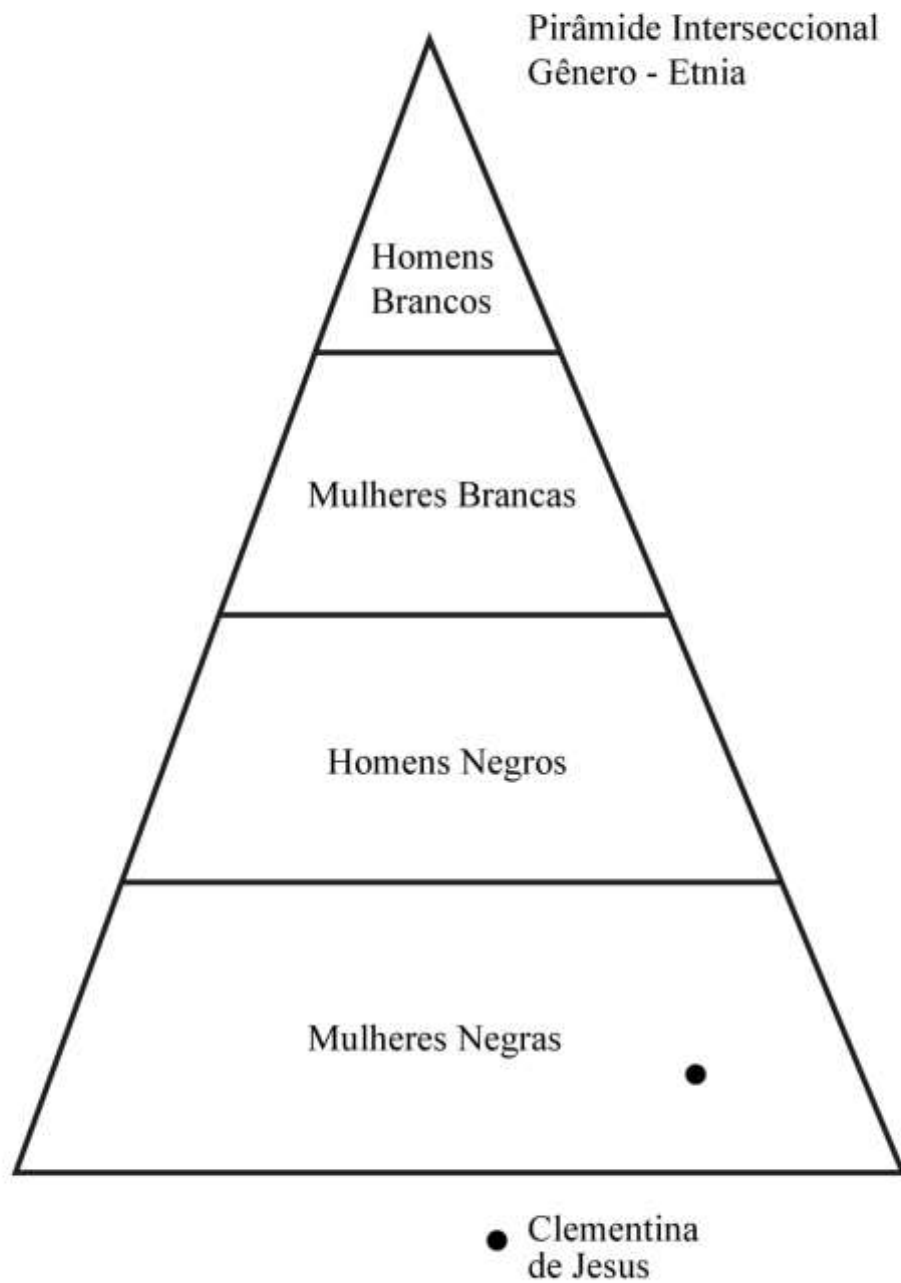 Pirâmide Interseccional
Gênero - Etnia
Homens
Brancos
Mulheres Brancas
Homens Negros
Mulheres Negras
Clementina
de Jesus